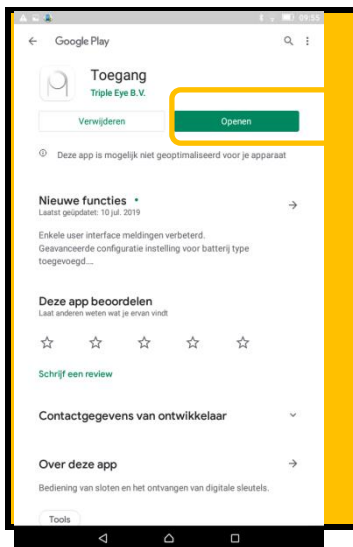 09:55
Google Play
Toegang
Triple Eye B.V.
Verwijderen
Openen
Deze app is mogelijk niet geoptimaliseerd voor je apparaat
Nieuwe functies •
Laatst geüpdatet: 10 jul. 2019
Enkele user interface meldingen verbeterd.
Geavanceerde configuratie instelling voor batterij type
toegevoegd....
Deze app beoordelen
Laat anderen weten wat je ervan vindt
Schrijf een review
Contactgegevens van ontwikkelaar
Over deze app
Bediening van sloten en het ontvangen van digitale sleutels.
Tools